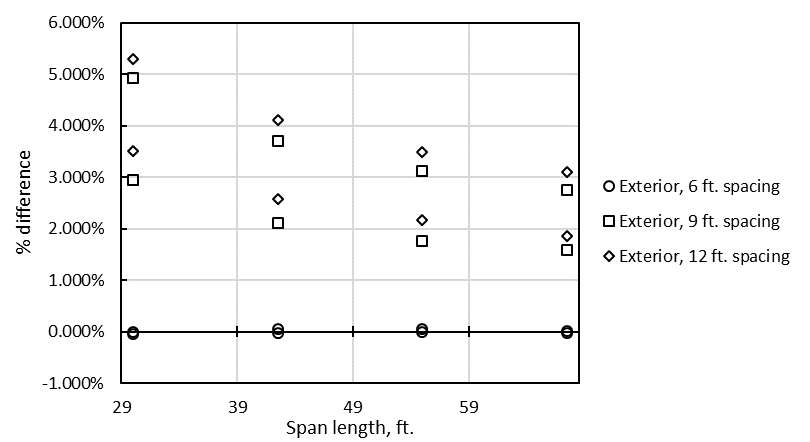 6.000%
5.000%
4.000%
3.000%
2.000%
1.000%
0.000%
-1.000%
% difference
29 39 49 59
Span length, ft.
Exterior, 6 ft. spacing
Exterior, 9 ft. spacing
Exterior, 12 ft. spacing